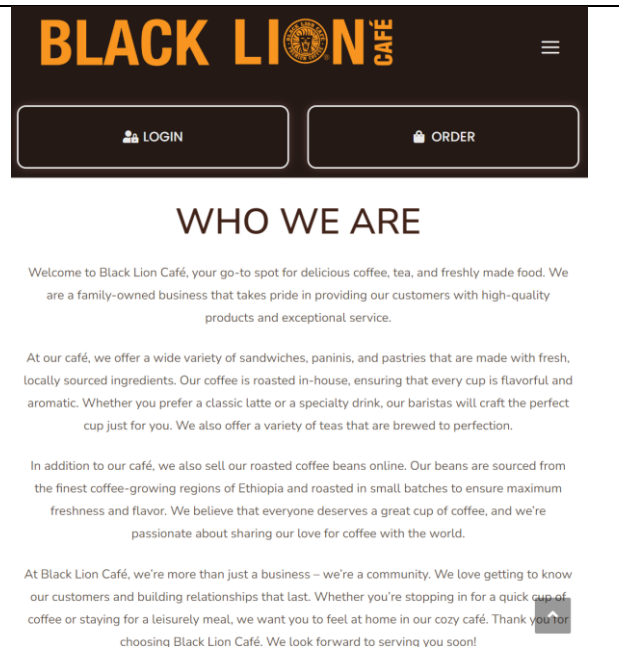 BLACK LION CAFÉ
LOGIN
ORDER
WHO WE ARE
Welcome to Black Lion Café, your go-to spot for delicious coffee, tea, and freshly made food. We
are a family-owned business that takes pride in providing our customers with high-quality
products and exceptional service.
At our café, we offer a wide variety of sandwiches, paninis, and pastries that are made with fresh,
locally sourced ingredients. Our coffee is roasted in-house, ensuring that every cup is flavorful and
aromatic. Whether you prefer a classic latte or a specialty drink, our baristas will craft the perfect
cup just for you. We also offer a variety of teas that are brewed to perfection.
In addition to our café, we also sell our roasted coffee beans online. Our beans are sourced from
the finest coffee-growing regions of Ethiopia and roasted in small batches to ensure maximum
freshness and flavor. We believe that everyone deserves a great cup of coffee, and we’re
passionate about sharing our love for coffee with the world.
At Black Lion Café, we’re more than just a business – we’re a community. We love getting to know
our customers and building relationships that last. Whether you’re stopping in for a quick cup of
coffee or staying for a leisurely meal, we want you to feel at home in our cozy café. Thank you for
choosing Black Lion Café. We look forward to serving you soon!